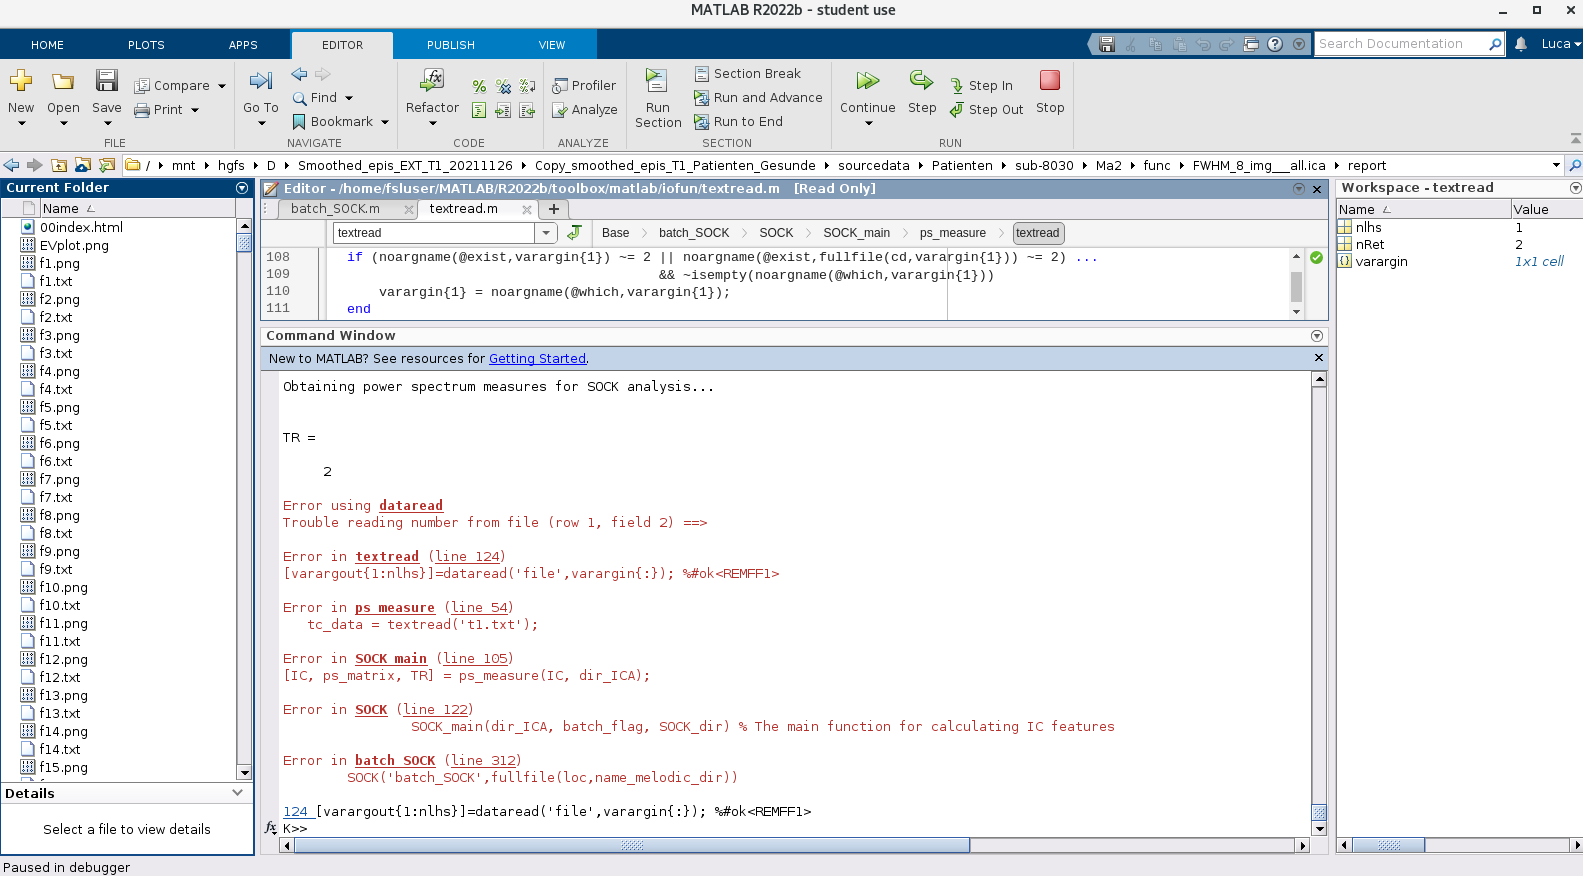 MATLAB R2022b - student use
HOME PLOTS APPS EDITOR PUBLISH VIEW
Search Documentation
Luca
New Open Save Compare Print
FILE
Go To Find Bookmark
NAVIGATE
Refactor
CODE
Profiler
Analyze
ANALYZE
Run Section
Section Break
Run and Advance
Run to End
SECTION
Continue Step Step In Step Out Stop
RUN
/ mnt hgfs D Smoothed_epis_EXT_T1_20211126 Copy_smoothed_epis_T1_Patienten_Gesunde sourcedata Patienten sub-8030 Ma2 func FWHM_8_img___all.ica report
Current Folder
Name
00index.html
EVplot.png
f1.png
f1.txt
f2.png
f2.txt
f3.png
f3.txt
f4.png
f4.txt
f5.png
f5.txt
f6.png
f6.txt
f7.png
f7.txt
f8.png
f8.txt
f9.png
f9.txt
f10.png
f10.txt
f11.png
f11.txt
f12.png
f12.txt
f13.png
f13.txt
f14.png
f14.txt
f15.png
Details
Select a file to view details
Editor - /home/fsluser/MATLAB/R2022b/toolbox/matlab/iofun/textread.m [Read Only]
batch_SOCK.m textread.m
textread
Base batch_SOCK SOCK SOCK_main ps_measure textread
108 if (noargname(@exist,varargin{1}) ~= 2 || noargname(@exist,fullfile(cd,varargin{1})) ~= 2) ...
109 && ~isempty(noargname(@which,varargin{1}))
110 varargin{1} = noargname(@which,varargin{1});
111 end
Command Window
New to MATLAB? See resources for Getting Started.
Obtaining power spectrum measures for SOCK analysis...
TR =
2
Error using dataread
Trouble reading number from file (row 1, field 2) ==>
Error in textread (line 124)
[varargout{1:nlhs}]=dataread('file',varargin{:}); %#ok<REMFF1>
Error in ps_measure (line 54)
tc_data = textread('t1.txt');
Error in SOCK_main (line 105)
[IC, ps_matrix, TR] = ps_measure(IC, dir_ICA);
Error in SOCK (line 122)
SOCK_main(dir_ICA, batch_flag, SOCK_dir) % The main function for calculating IC features
Error in batch_SOCK (line 312)
SOCK('batch_SOCK',fullfile(loc,name_melodic_dir))
124 [varargout{1:nlhs}]=dataread('file',varargin{:}); %#ok<REMFF1>
fx K>>
Workspace - textread
Name Value
nlhs 1
nRet 2
varargin 1x1 cell
Paused in debugger